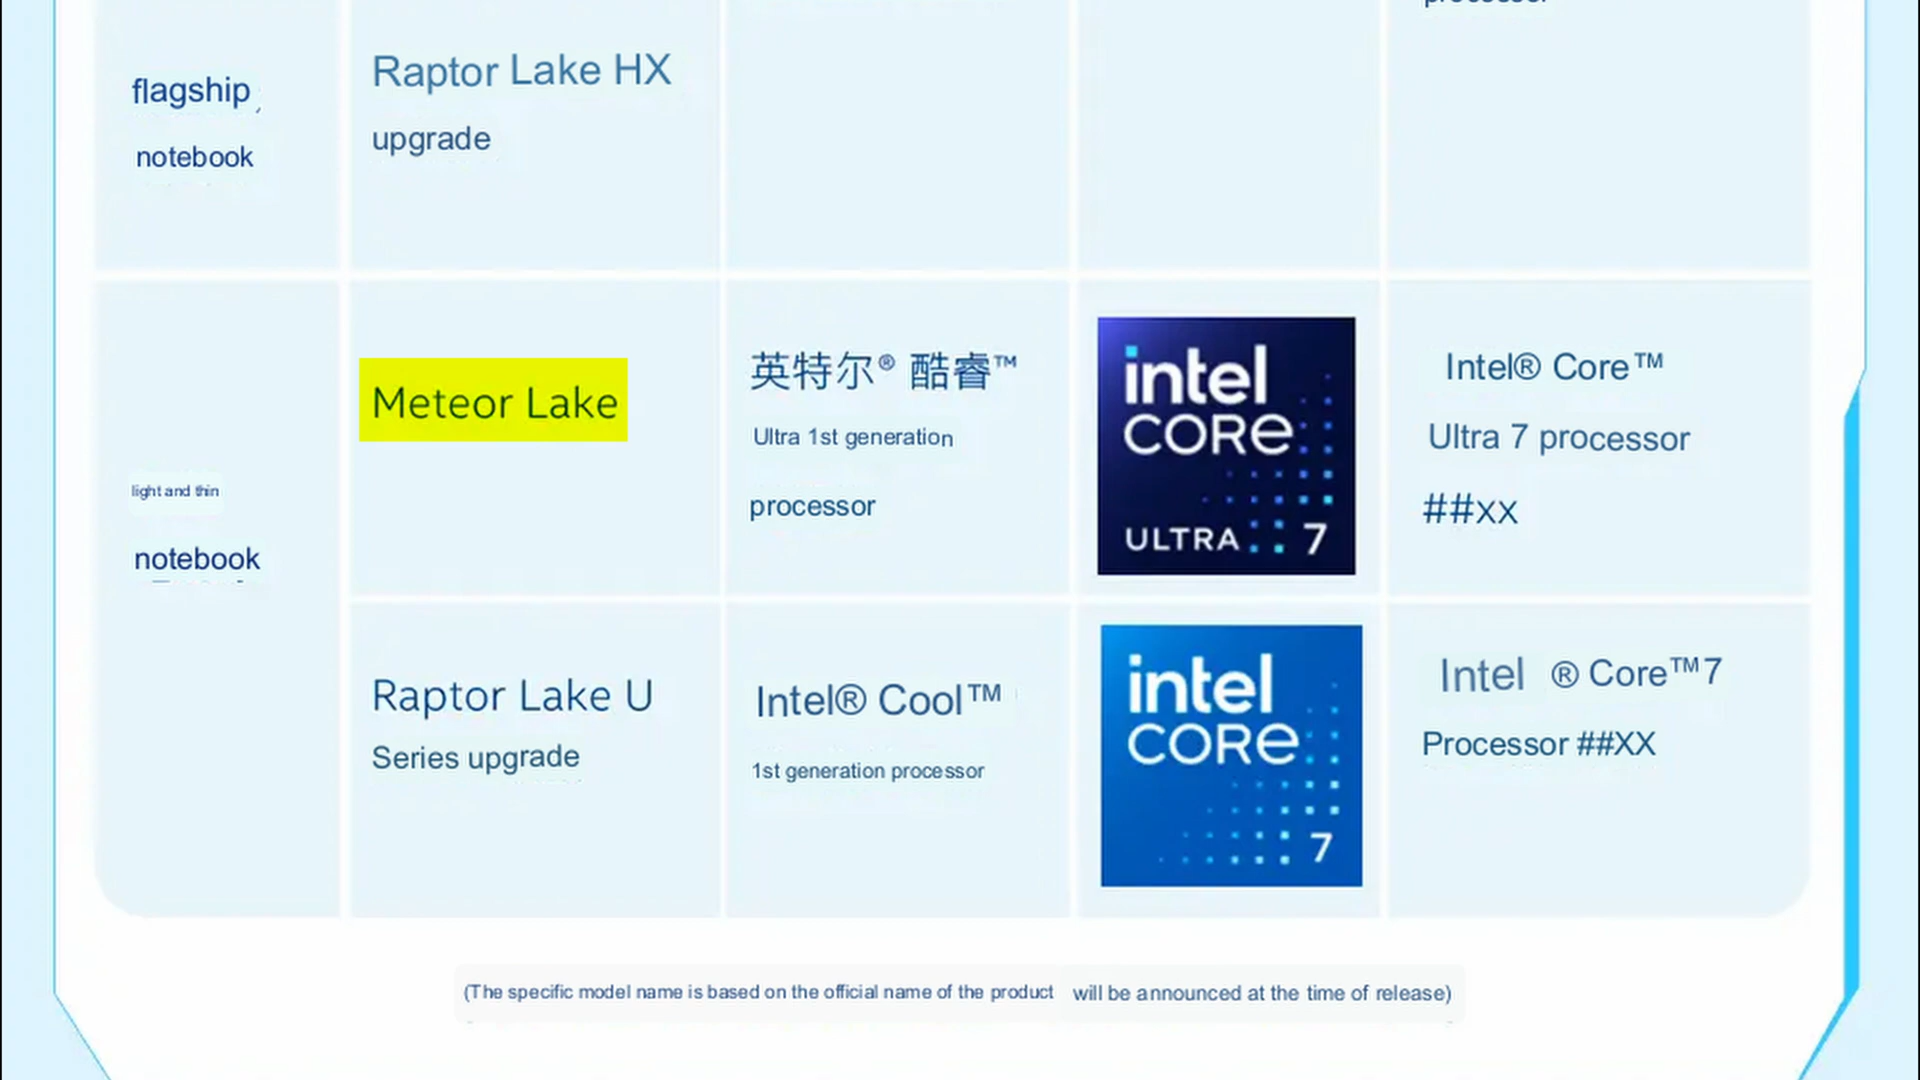 processor
flagship
notebook
Raptor Lake HX
upgrade
light and thin
notebook
Meteor Lake
英特尔® 酷睿™
Ultra 1st generation
processor
intel
CORE
ULTRA 7
Intel® Core™
Ultra 7 processor
##xx
Raptor Lake U
Series upgrade
Intel® Cool™
1st generation processor
intel
CORE
7
Intel ® Core™7
Processor ##XX
(The specific model name is based on the official name of the product will be announced at the time of release)